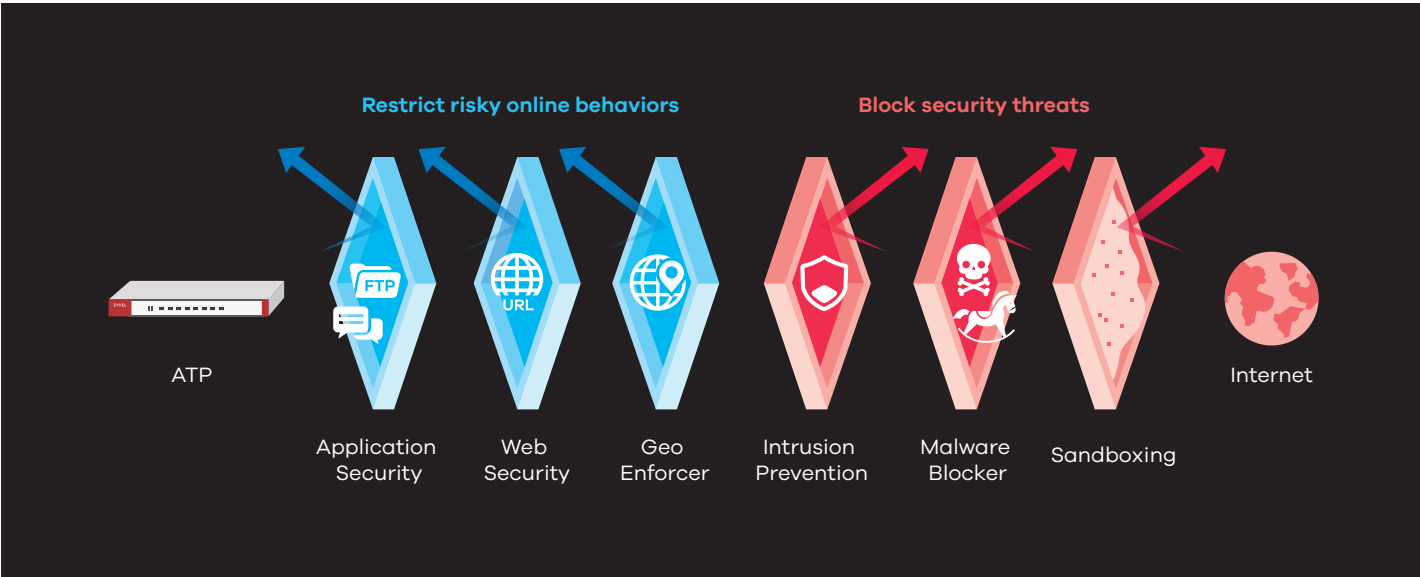 Restrict risky online behaviors
Block security threats
ZYXEL
FTP
URL
ATP
Internet
Application
Security
Web
Security
Geo
Enforcer
Intrusion
Prevention
Malware
Blocker
Sandboxing